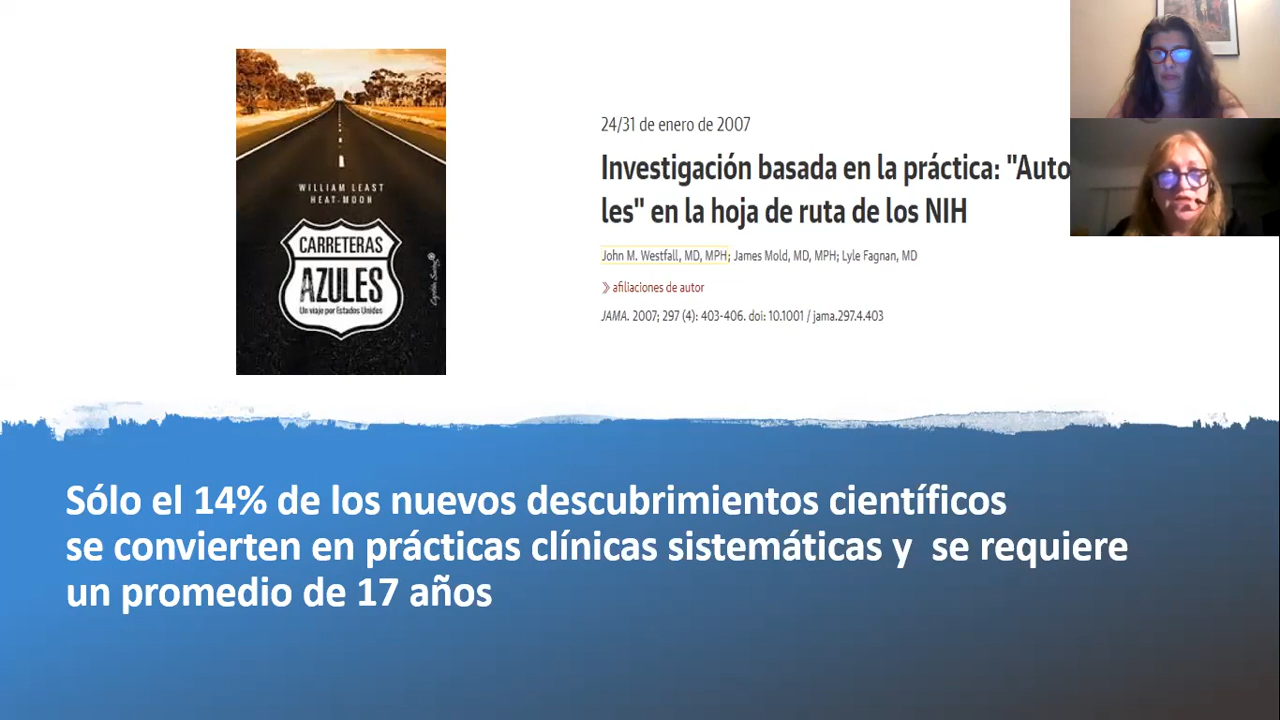 WILLIAM LEAST
HEAT-MOON
CARRETERAS
AZULES
Un viaje por Estados Unidos
Capitán Swing
24/31 de enero de 2007
Investigación basada en la práctica: "Auto
les" en la hoja de ruta de los NIH
John M. Westfall, MD, MPH; James Mold, MD, MPH; Lyle Fagnan, MD
afiliaciones de autor
JAMA. 2007; 297 (4): 403-406. doi: 10.1001 / jama.297.4.403
Sólo el 14% de los nuevos descubrimientos científicos
se convierten en prácticas clínicas sistemáticas y se requiere
un promedio de 17 años